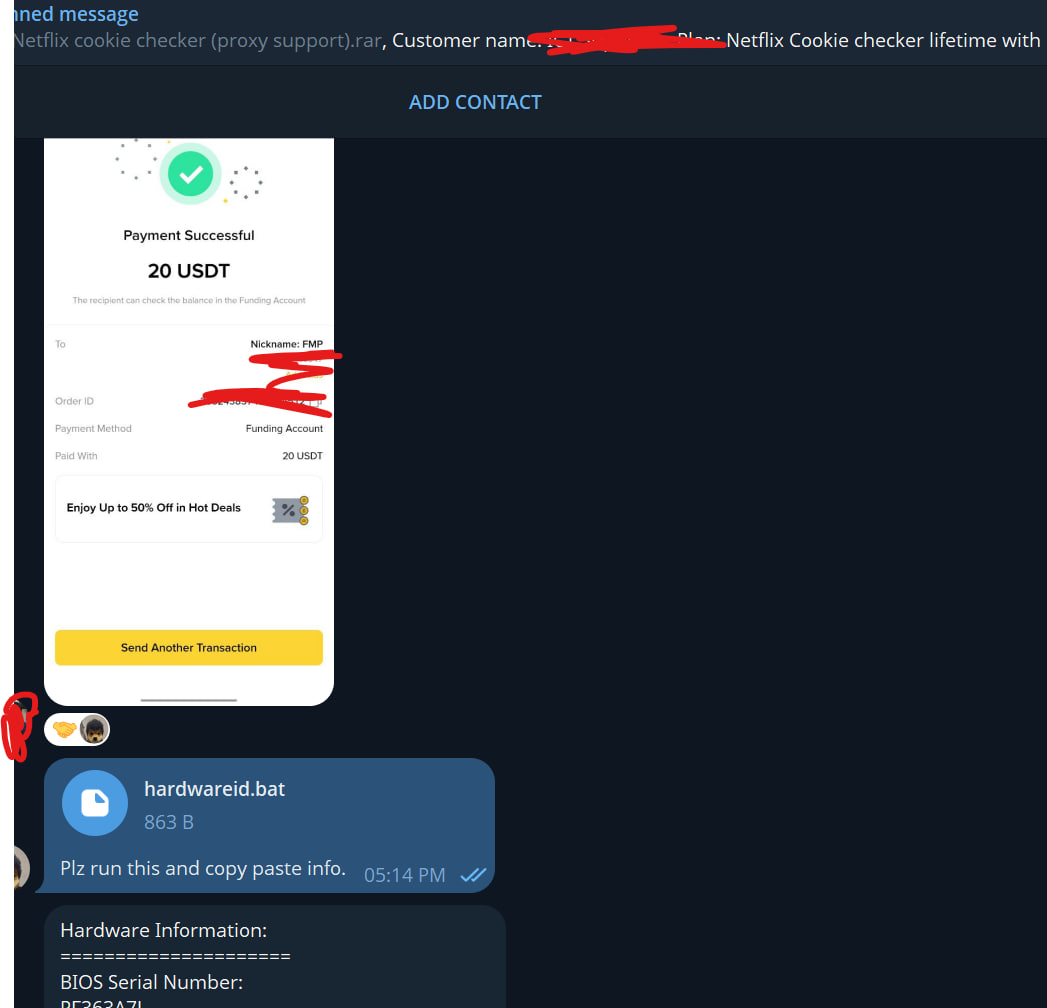 nned message
Netflix cookie checker (proxy support).rar, Customer name: Plan: Netflix Cookie checker lifetime with
ADD CONTACT
Payment Successful
20 USDT
The recipient can check the balance in the Funding Account
To
Nickname: FMP
Order ID
Payment Method
Funding Account
Paid With
20 USDT
Enjoy Up to 50% Off in Hot Deals
%
Send Another Transaction
hardwareid.bat
863 B
Plz run this and copy paste info. 05:14 PM
Hardware Information:
=====================
BIOS Serial Number: